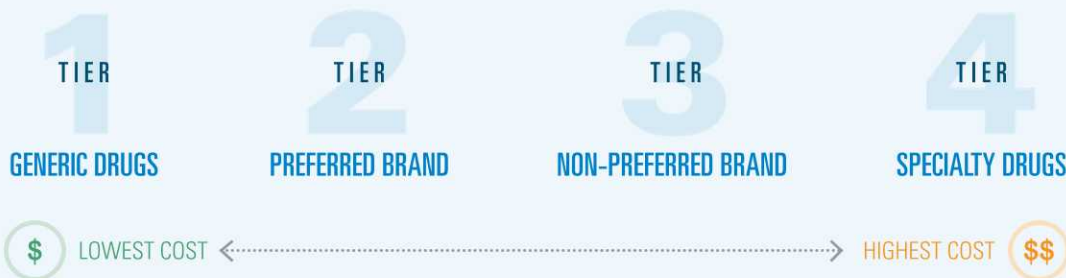 1 2 3 4
TIER TIER TIER TIER
GENERIC DRUGS PREFERRED BRAND NON-PREFERRED BRAND SPECIALTY DRUGS
$ LOWEST COST HIGHEST COST $$